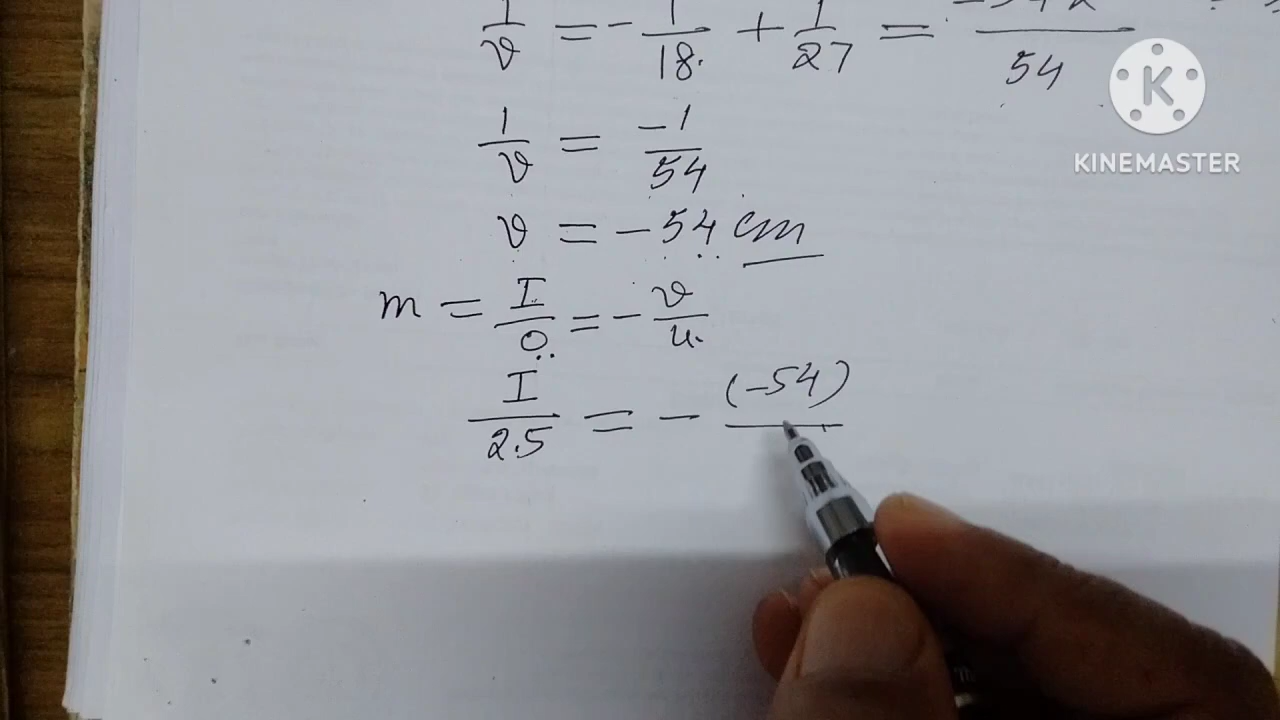 1/v = - 1/18 + 1/27 = /54
1/v = -1/54
v = -54 cm
m = I/O = - v/u
I/2.5 = - (-54)/
K
KINEMASTER